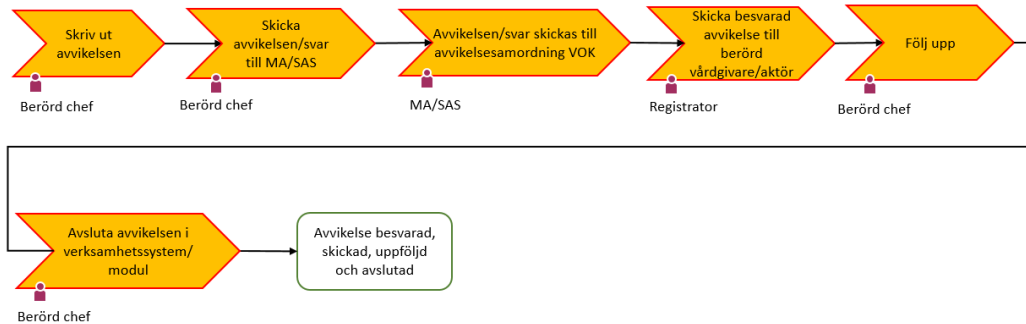 Skriv ut
avvikelsen
Berörd chef
Skicka
avvikelsen/svar
till MA/SAS
Berörd chef
Avvikelsen/svar skickas till
avvikelsesamordning VOK
MA/SAS
Skicka besvarad
avvikelse till
berörd
vårdgivare/aktör
Registrator
Följ upp
Berörd chef
Avsluta avvikelsen i
verksamhetssystem/
modul
Berörd chef
Avvikelse besvarad,
skickad, uppföljd
och avslutad